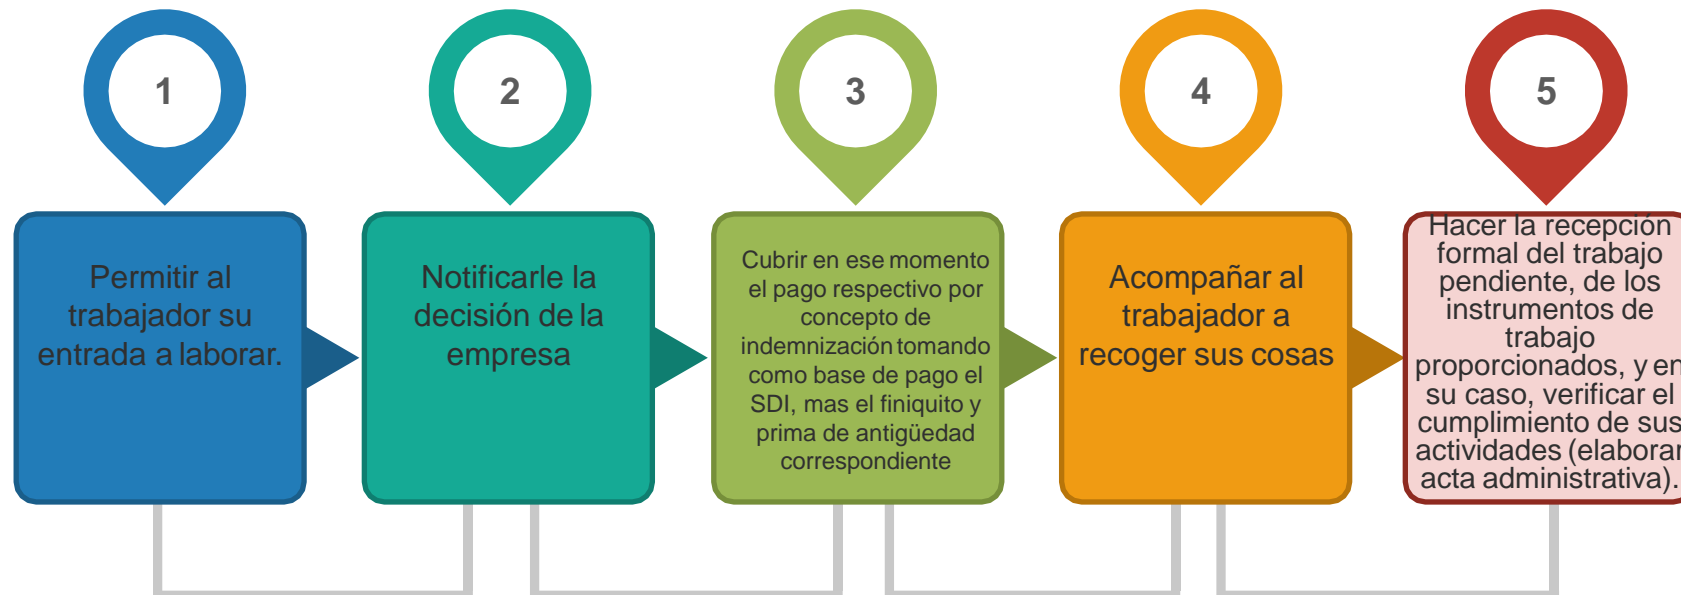 1
Permitir al
trabajador su
entrada a laborar.
2
Notificarle la
decisión de la
empresa
3
Cubrir en ese momento
el pago respectivo por
concepto de
indemnización tomando
como base de pago el
SDI, mas el finiquito y
prima de antigüedad
correspondiente
4
Acompañar al
trabajador a
recoger sus cosas
5
Hacer la recepción
formal del trabajo
pendiente, de los
instrumentos de
trabajo
proporcionados, y en
su caso, verificar el
cumplimiento de sus
actividades (elaborar
acta administrativa).